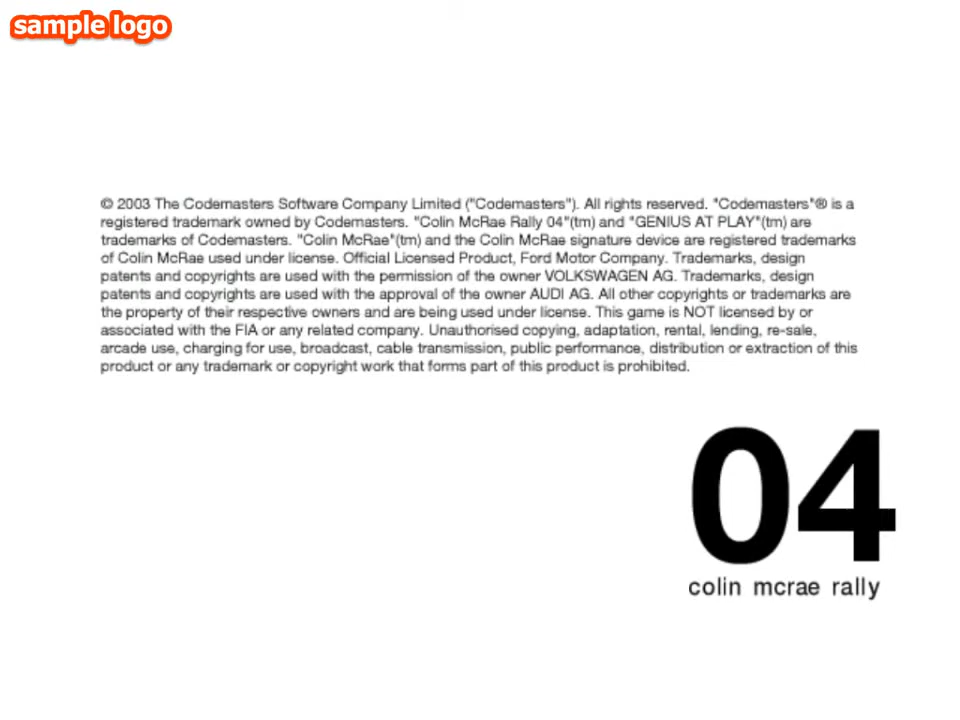 sample logo
© 2003 The Codemasters Software Company Limited ("Codemasters"). All rights reserved. "Codemasters"® is a
registered trademark owned by Codemasters. "Colin McRae Rally 04"(tm) and "GENIUS AT PLAY"(tm) are
trademarks of Codemasters. "Colin McRae"(tm) and the Colin McRae signature device are registered trademarks
of Colin McRae used under license. Official Licensed Product, Ford Motor Company. Trademarks, design
patents and copyrights are used with the permission of the owner VOLKSWAGEN AG. Trademarks, design
patents and copyrights are used with the approval of the owner AUDI AG. All other copyrights or trademarks are
the property of their respective owners and are being used under license. This game is NOT licensed by or
associated with the FIA or any related company. Unauthorised copying, adaptation, rental, lending, re-sale,
arcade use, charging for use, broadcast, cable transmission, public performance, distribution or extraction of this
product or any trademark or copyright work that forms part of this product is prohibited.
04
colin mcrae rally